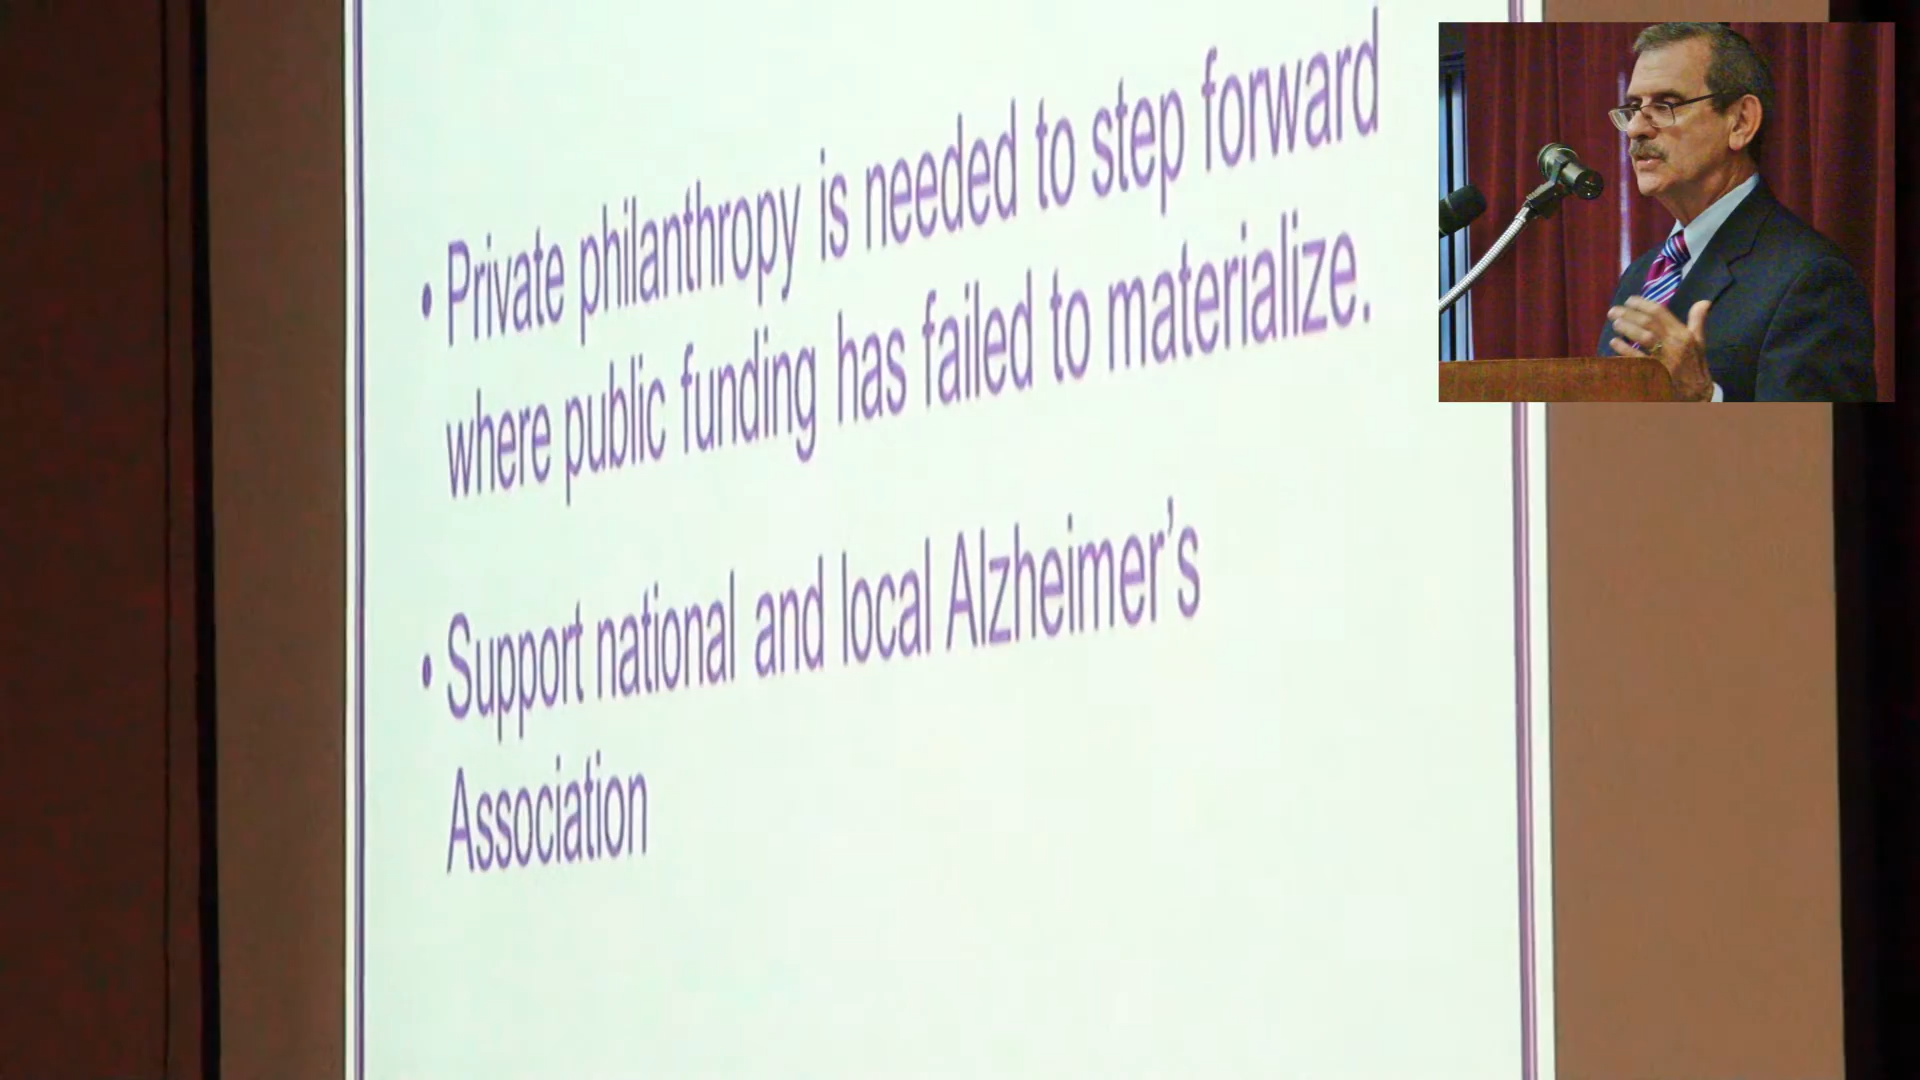 • Private philanthropy is needed to step forward
where public funding has failed to materialize.
• Support national and local Alzheimer's
Association